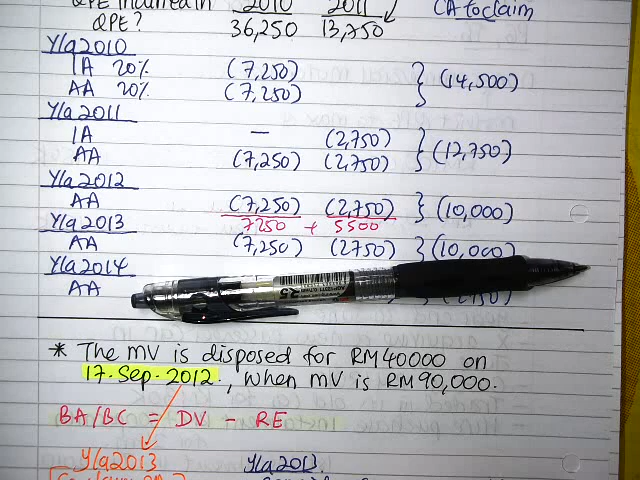 QPE incurred in 2010 2011 CA to claim
QPE? 36,250 13,750
Y/a 2010
IA 20% (7,250)
AA 20% (7,250) } (14,500)
Y/a 2011
IA — (2,750)
AA (7,250) (2,750) } (12,750)
Y/a 2012
AA (7,250) (2,750) } (10,000)
7250 + 5500
Y/a 2013
AA (7,250) (2750) } (10,000)
Y/a 2014
AA
* The MV is disposed for RM40000 on
17. Sep. 2012., when MV is RM90,000.
BA/BC = DV - RE
Y/a 2013 Y/a 2013